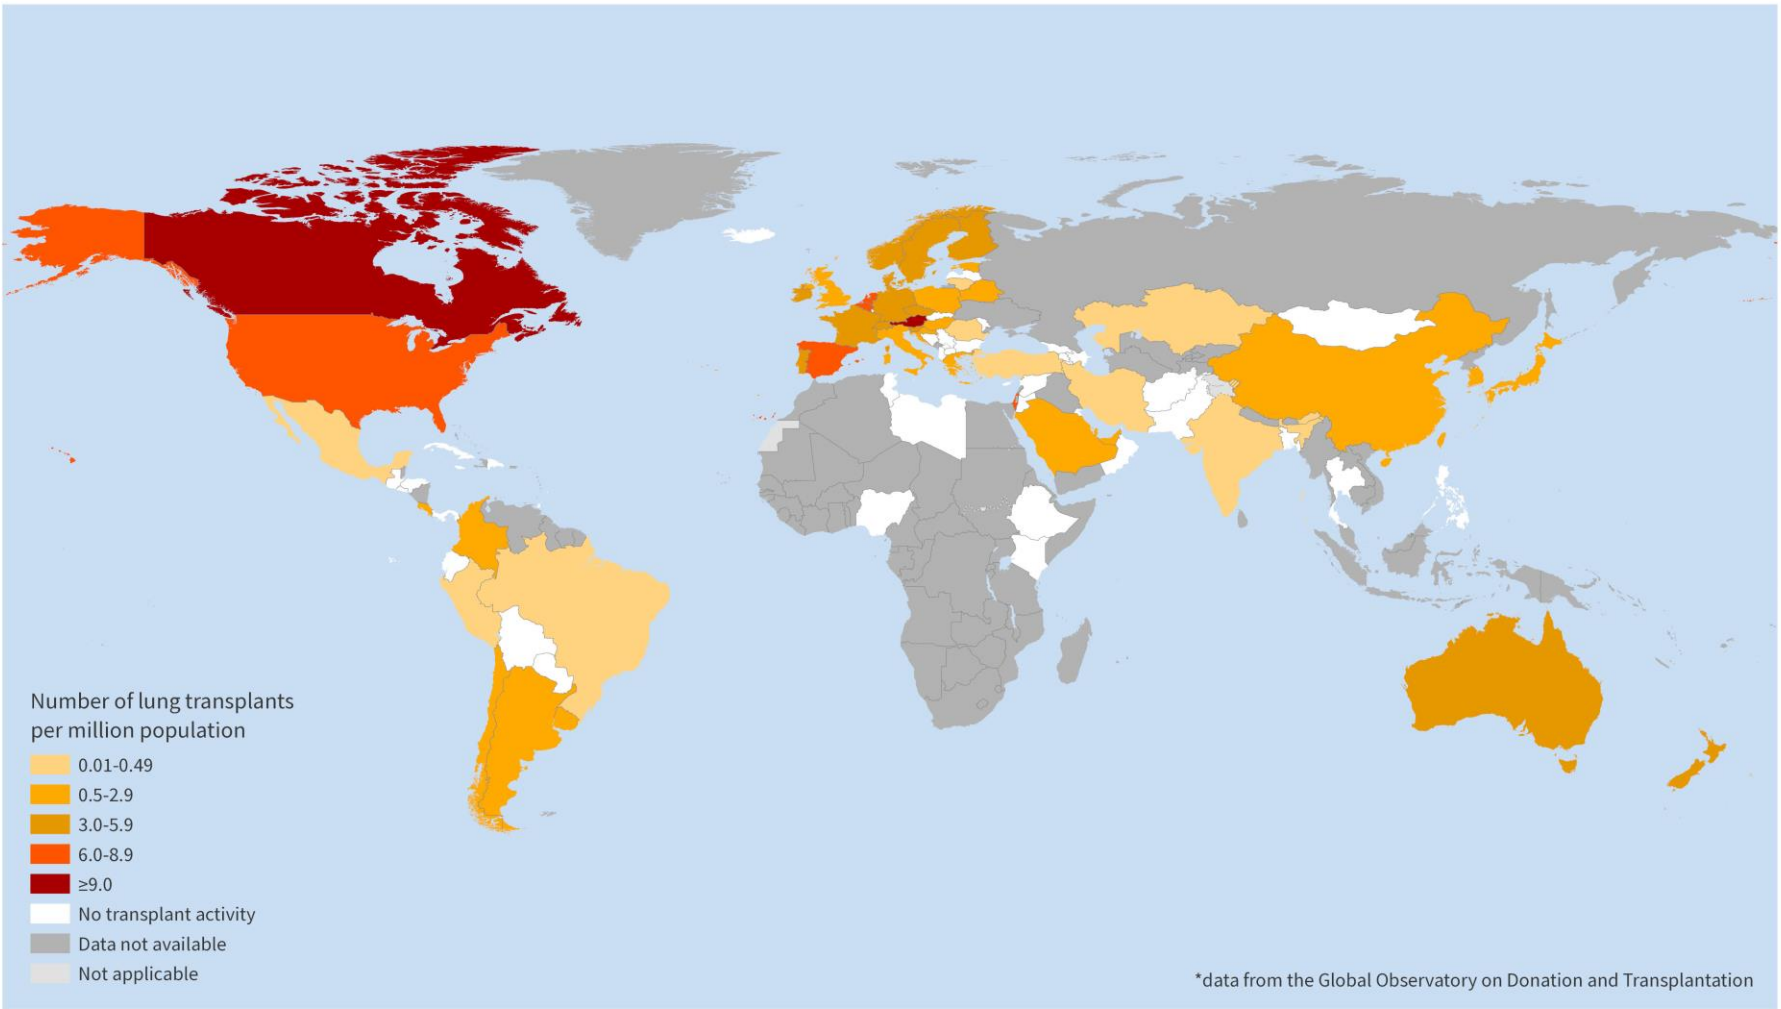 Number of lung transplants
per million population
0.01-0.49
0.5-2.9
3.0-5.9
6.0-8.9
≥9.0
No transplant activity
Data not available
Not applicable
*data from the Global Observatory on Donation and Transplantation